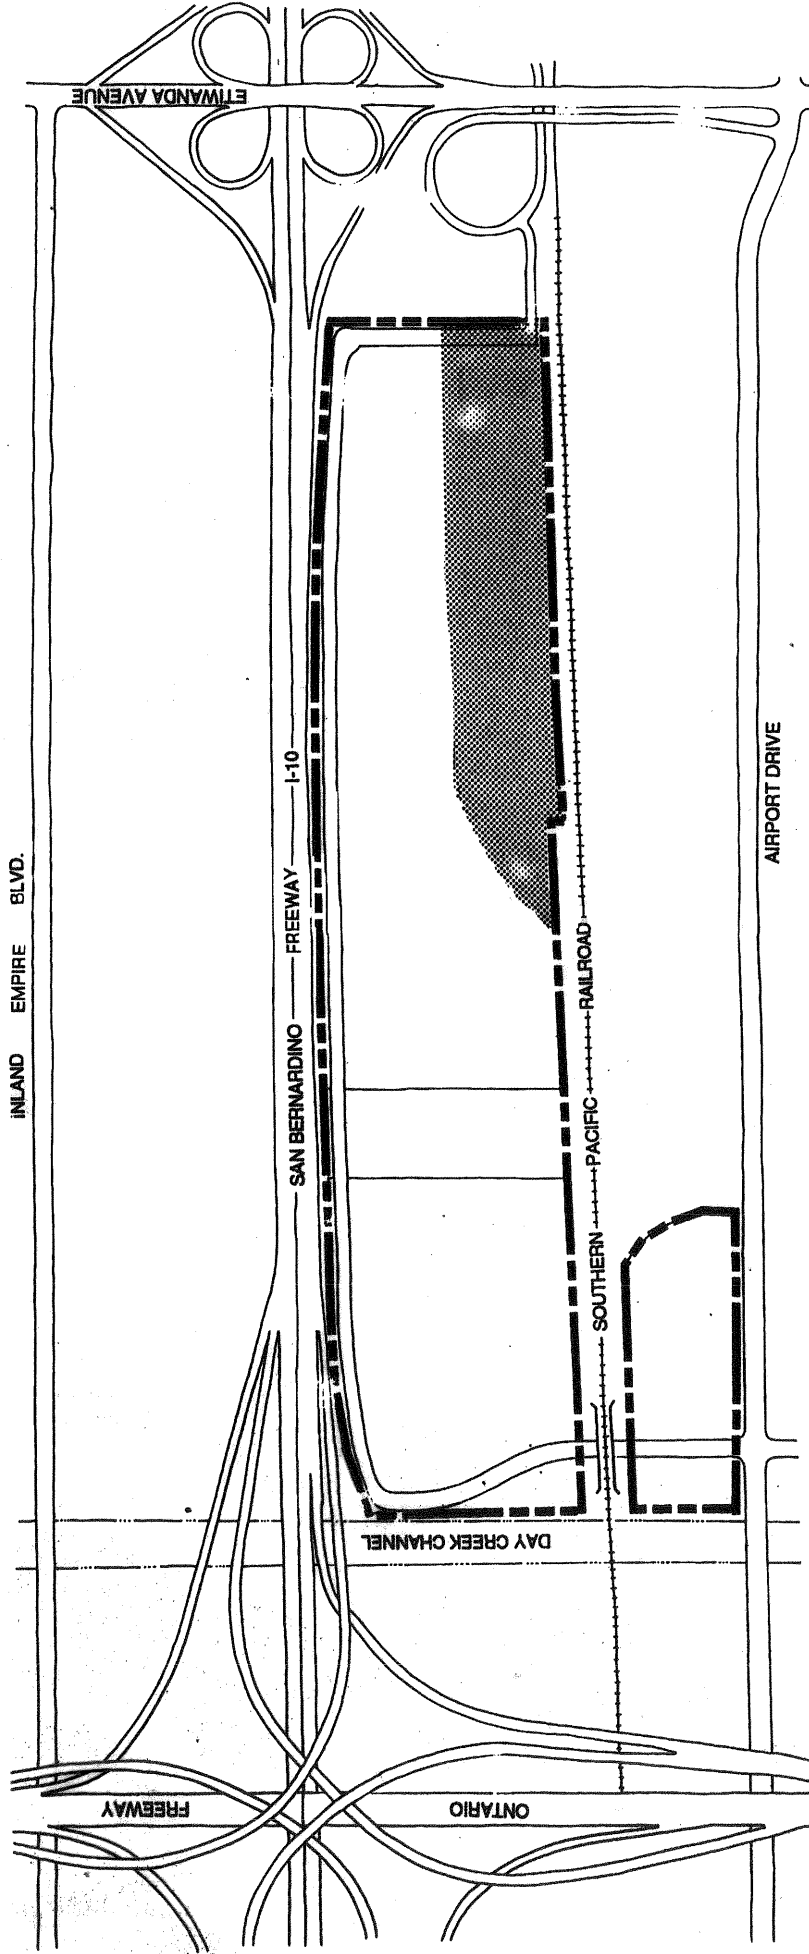 ETIWANDA AVENUE
INLAND EMPIRE BLVD.
SAN BERNARDINO FREEWAY I-10
SOUTHERN PACIFIC RAILROAD
AIRPORT DRIVE
DAY CREEK CHANNEL
ONTARIO FREEWAY